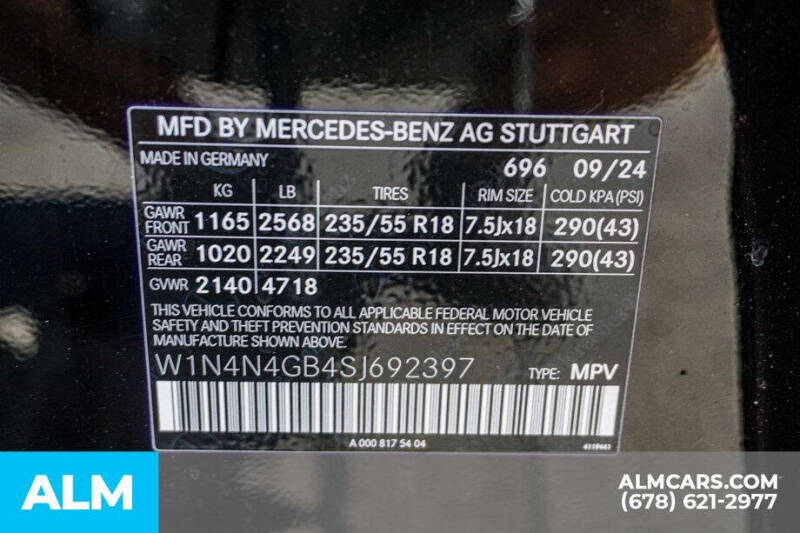 MFD BY MERCEDES-BENZ AG STUTTGART
MADE IN GERMANY 696 09/24
KG LB TIRES RIM SIZE COLD KPA(PSI)
GAWR FRONT 1165 2568 235/55 R18 7.5Jx18 290(43)
GAWR REAR 1020 2249 235/55 R18 7.5Jx18 290(43)
GVWR 2140 4718
THIS VEHICLE CONFORMS TO ALL APPLICABLE FEDERAL MOTOR VEHICLE
SAFETY AND THEFT PREVENTION STANDARDS IN EFFECT ON THE DATE OF
MANUFACTURE SHOWN ABOVE.
W1N4N4GB4SJ692397 TYPE: MPV
A 000 817 54 04
ALM
ALMCARS.COM
(678) 621-2977